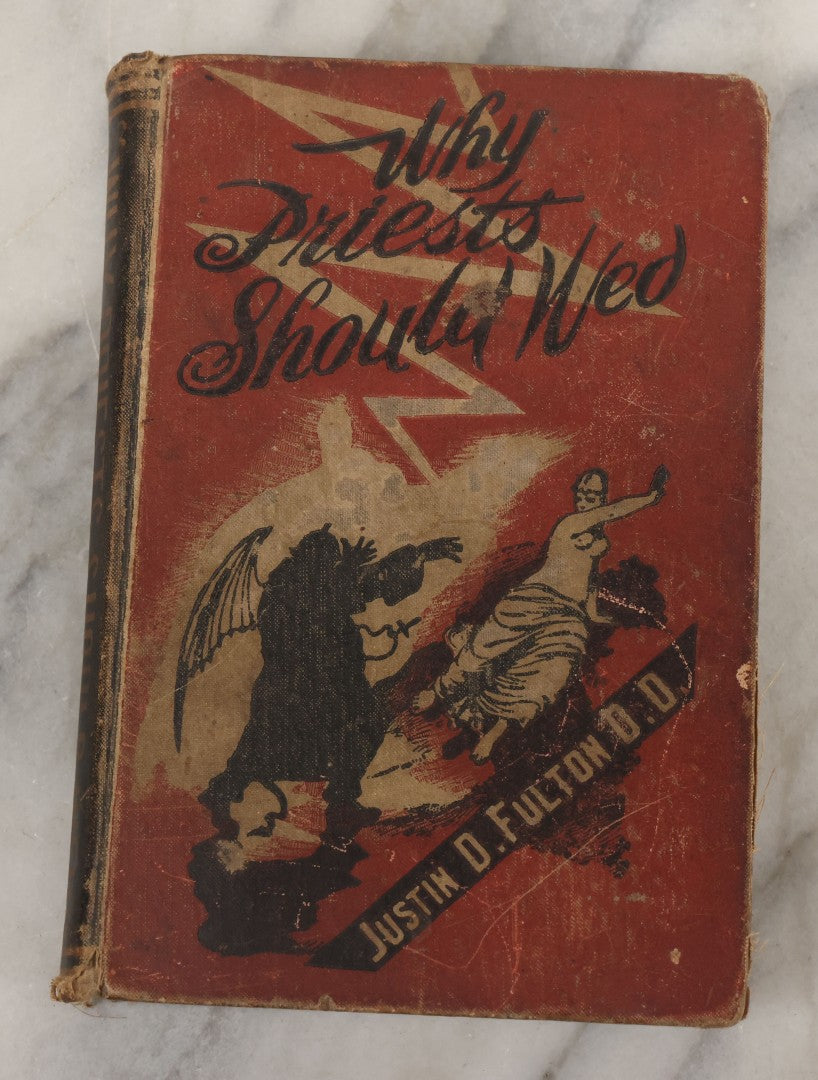 Why
Priests
Should Wed
Justin D. Fulton D.D.